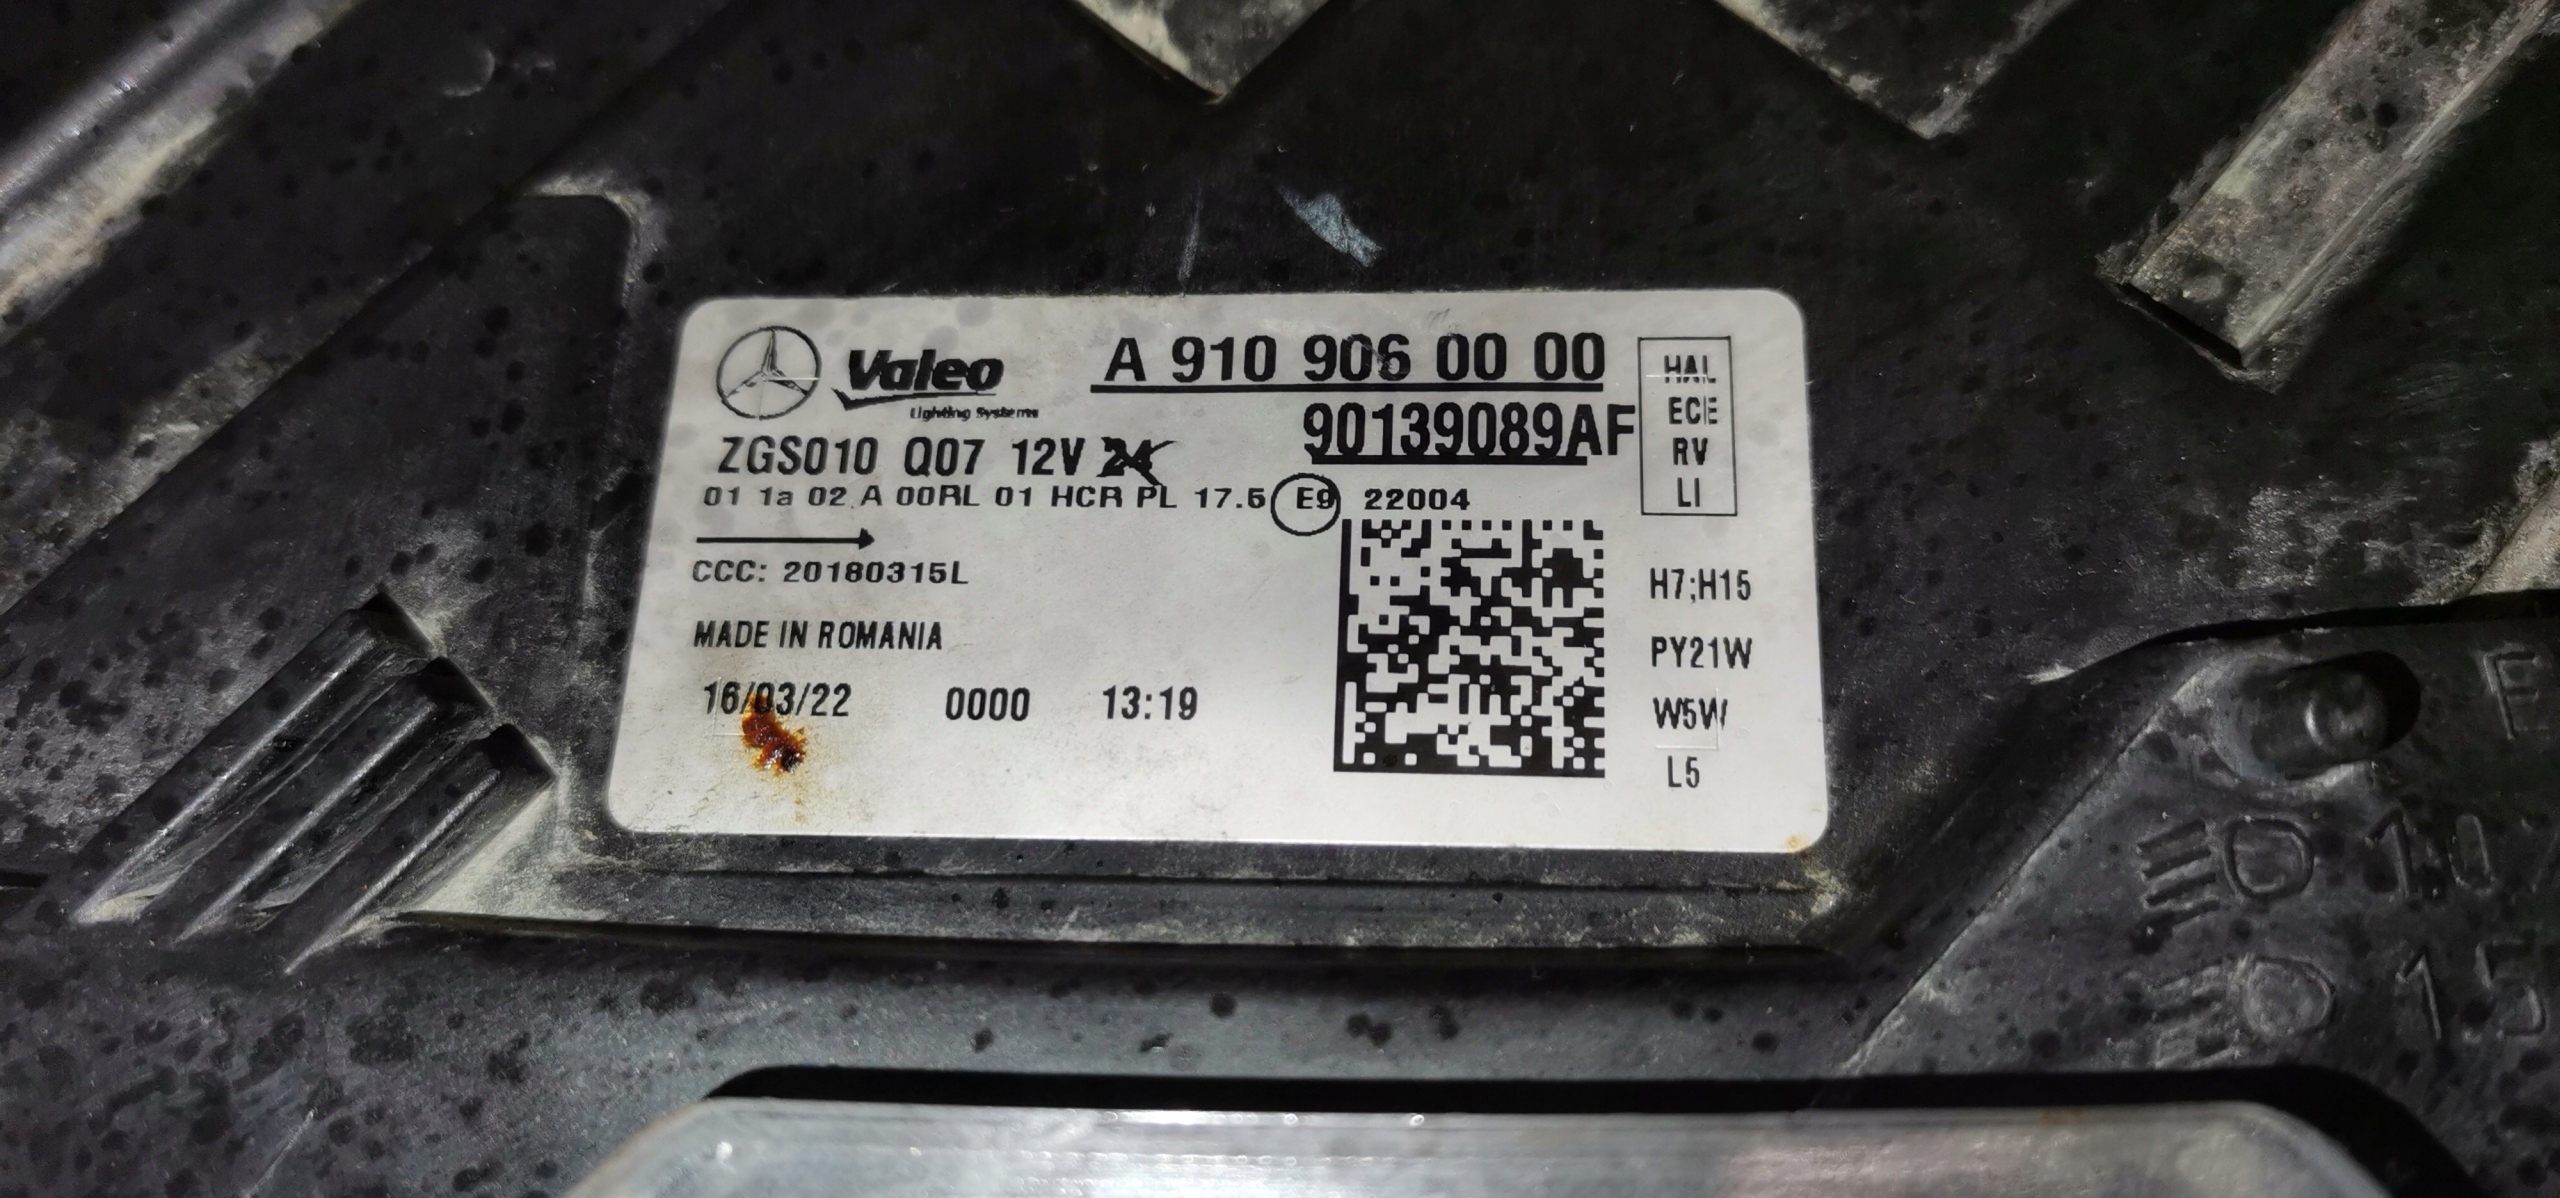 Valeo A 910 906 00 00
Lighting Systems
90139089AF
ZGS010 Q07 12V 24
01 1a 02 A 00RL 01 HCR PL 17.5 E9 22004
CCC: 20180315L
MADE IN ROMANIA
16/03/22 0000 13:19
HAL
ECE
RV
LI
H7;H15
PY21W
W5W
L5
15